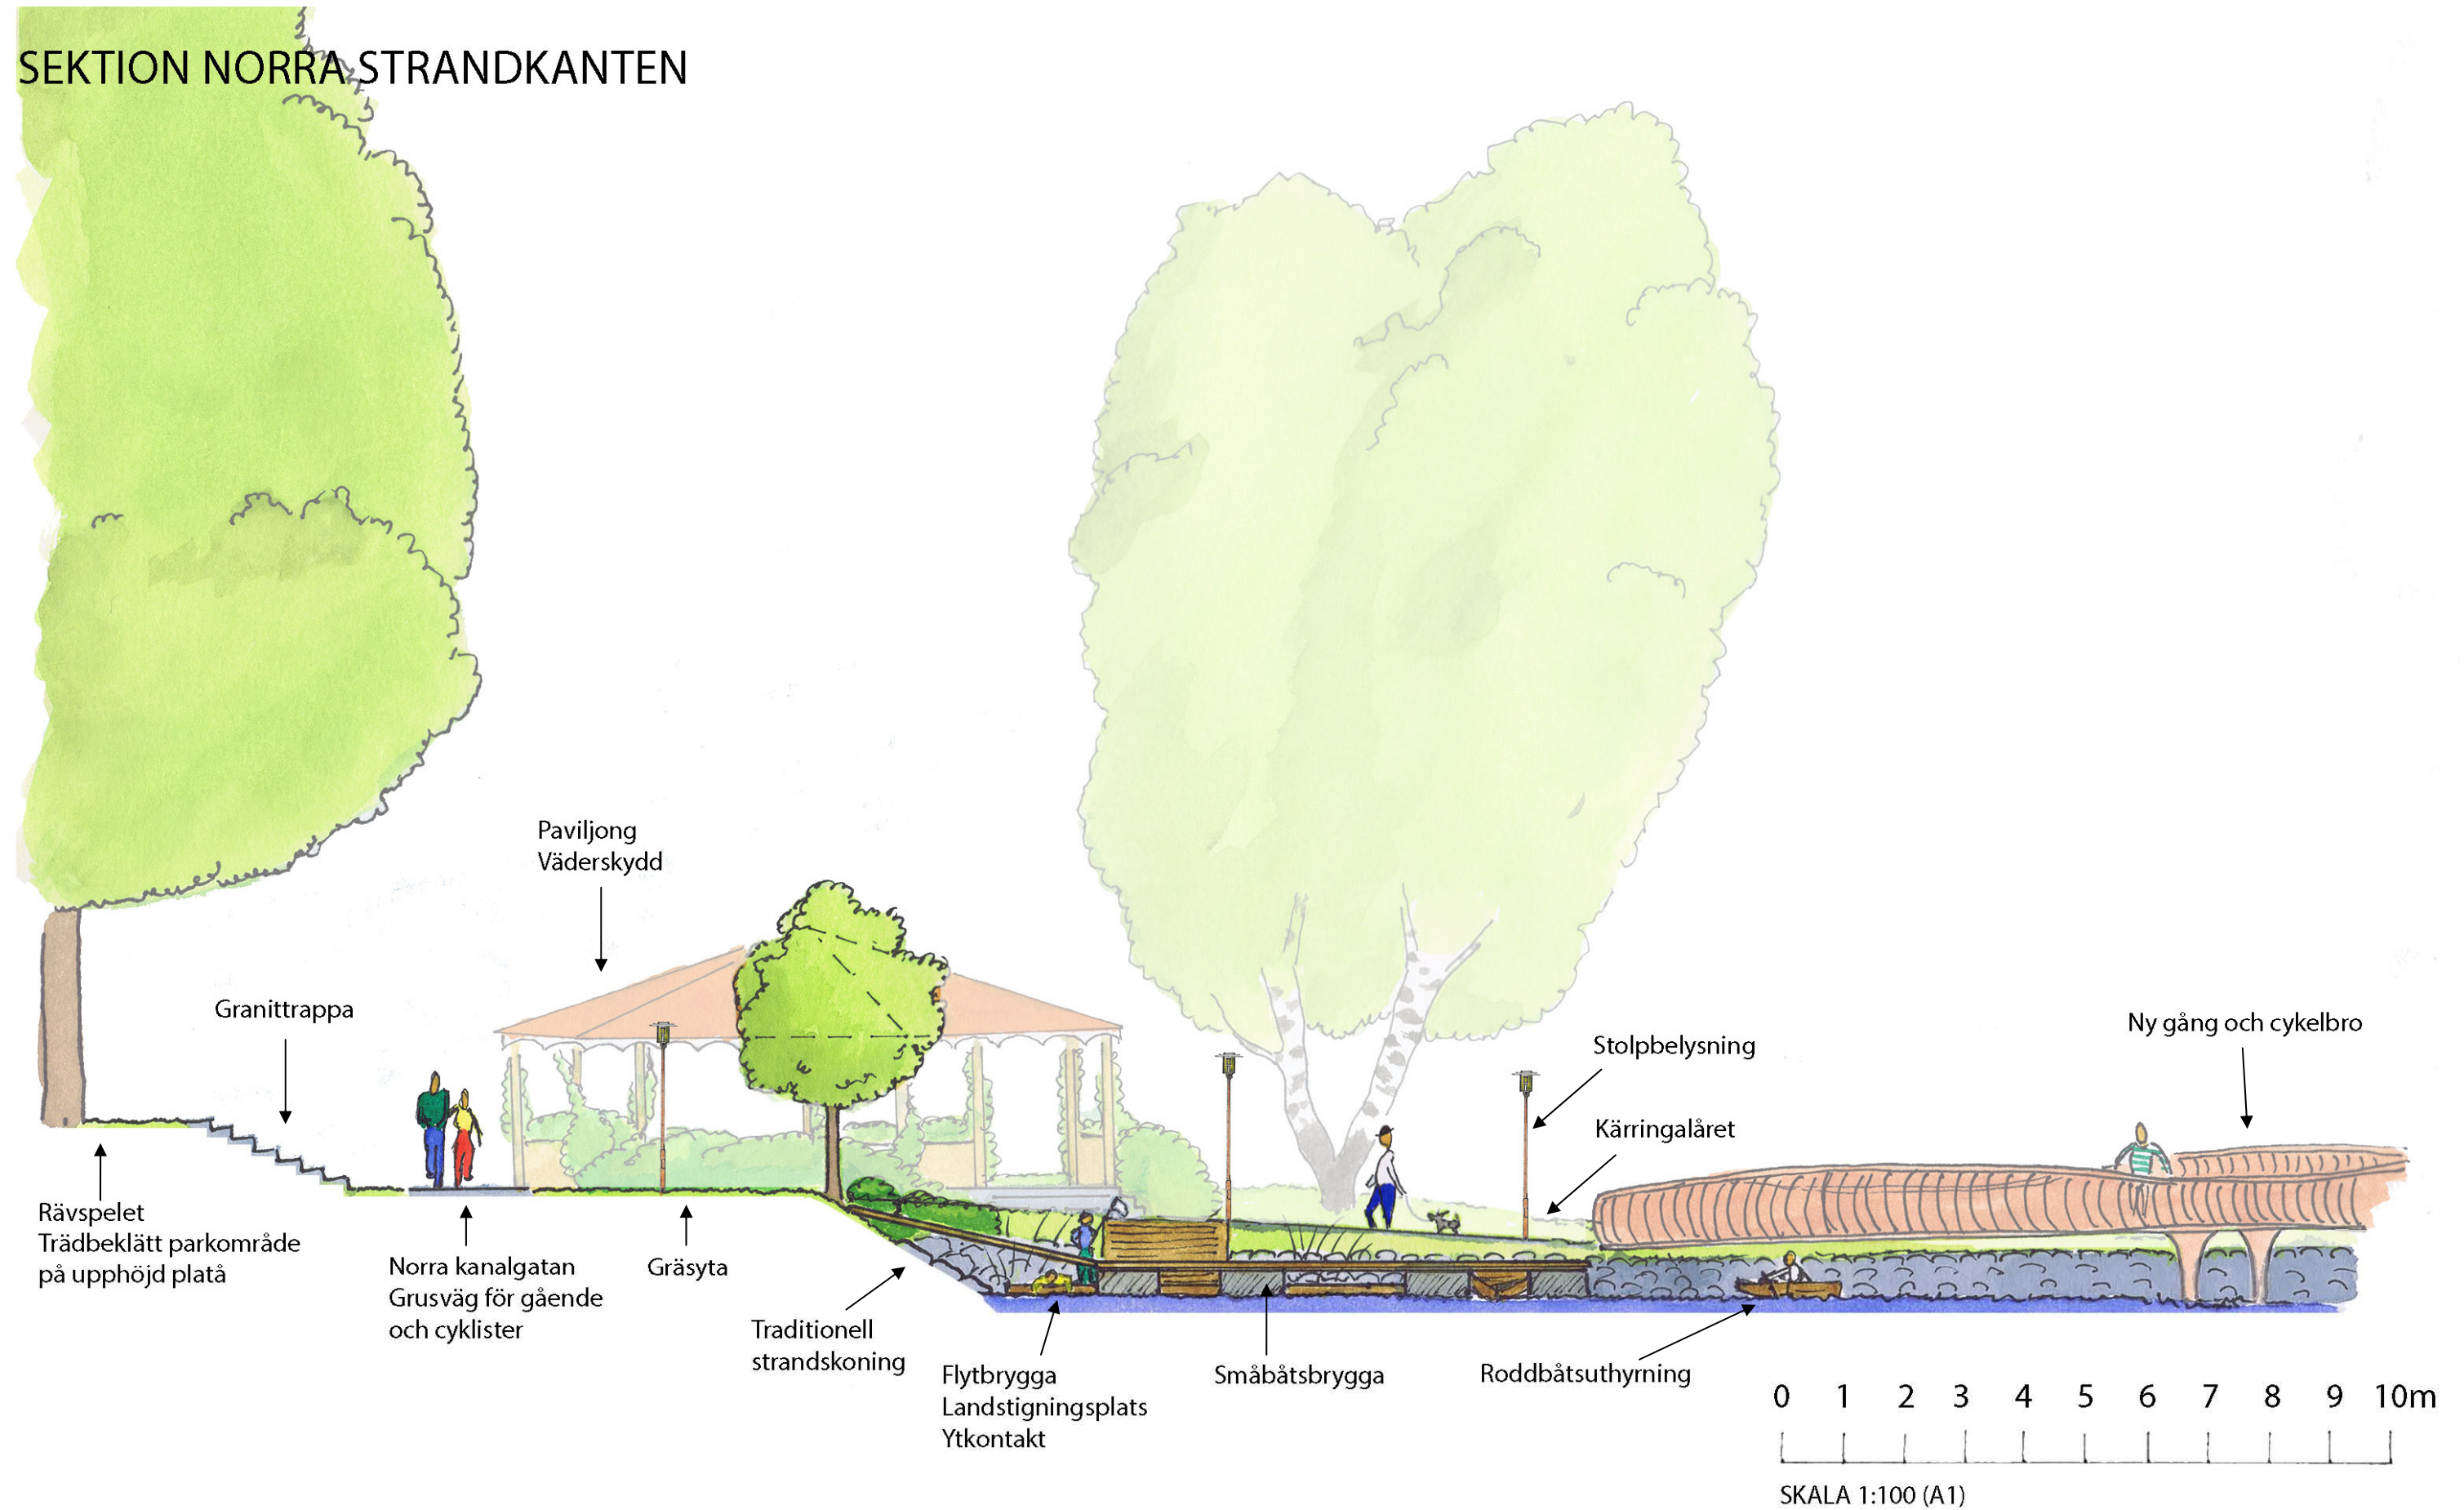 SEKTION NORRA STRANDKANTEN
Paviljong
Väderskydd
Granittrappa
Stolpbelysning
Ny gång och cykelbro
Kärringalåret
Rävspelet
Trädbeklätt parkområde
på upphöjd platå
Norra kanalgatan
Grusväg för gående
och cyklister
Gräsyta
Traditionell
strandskoning
Flytbrygga
Landstigningsplats
Ytkontakt
Småbåtsbrygga
Roddbåtsuthyrning
0 1 2 3 4 5 6 7 8 9 10m
SKALA 1:100 (A1)